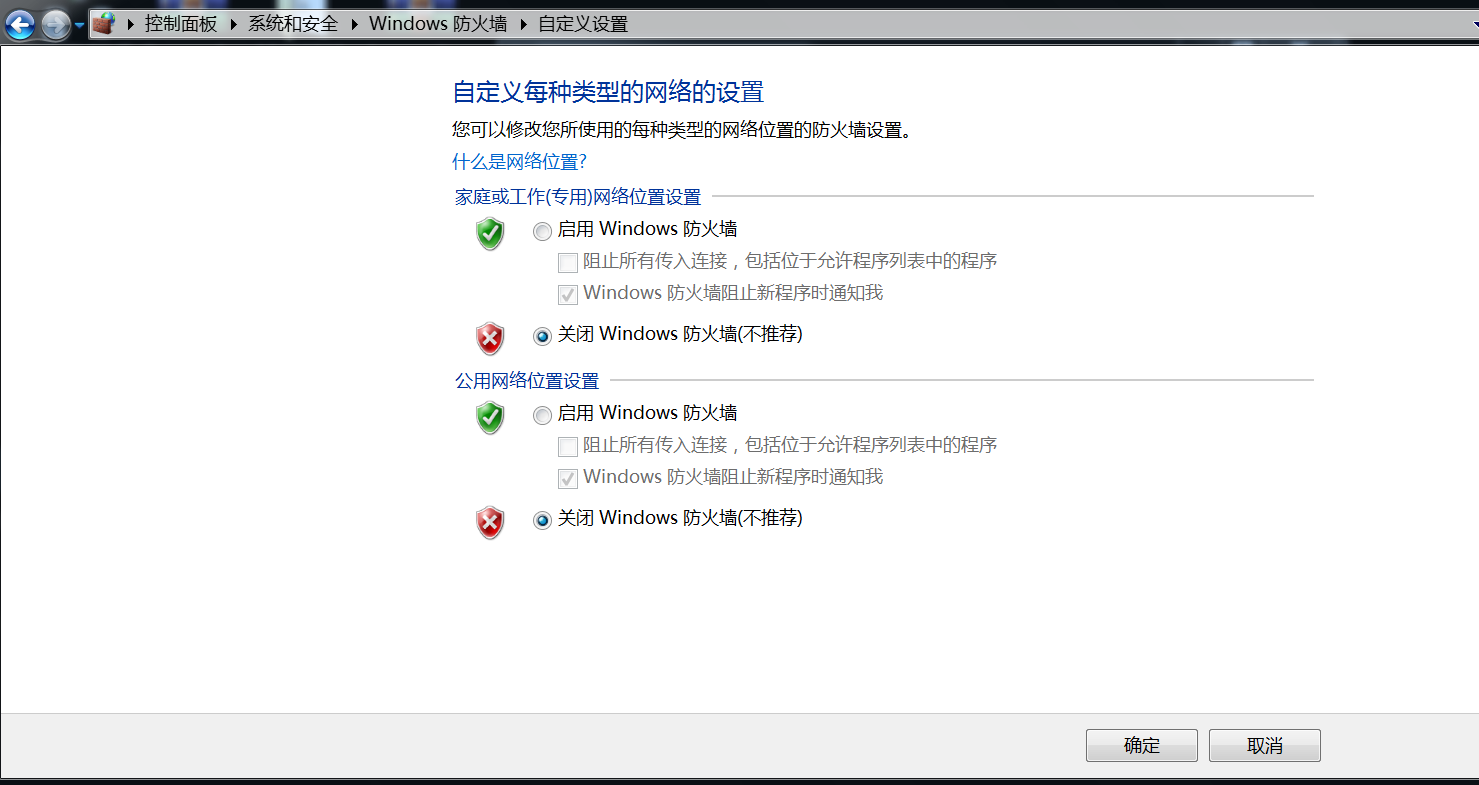 控制面板 系统和安全 Windows 防火墙 自定义设置
自定义每种类型的网络的设置
您可以修改您所使用的每种类型的网络位置的防火墙设置。
什么是网络位置?
家庭或工作(专用)网络位置设置
启用 Windows 防火墙
阻止所有传入连接，包括位于允许程序列表中的程序
Windows 防火墙阻止新程序时通知我
关闭 Windows 防火墙(不推荐)
公用网络位置设置
启用 Windows 防火墙
阻止所有传入连接，包括位于允许程序列表中的程序
Windows 防火墙阻止新程序时通知我
关闭 Windows 防火墙(不推荐)
确定 取消